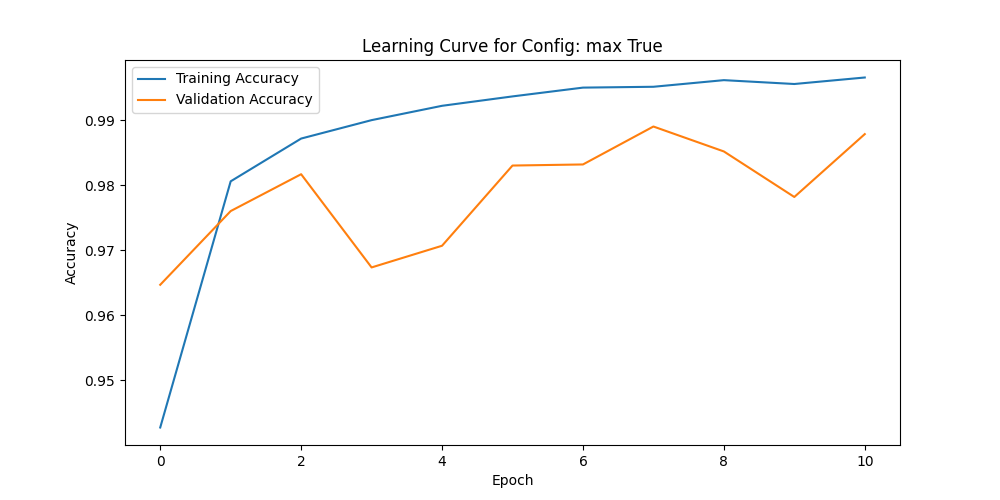 Learning Curve for Config: max True
Training Accuracy
Validation Accuracy
0.99
0.98
0.97
0.96
0.95
Accuracy
0 2 4 6 8 10
Epoch